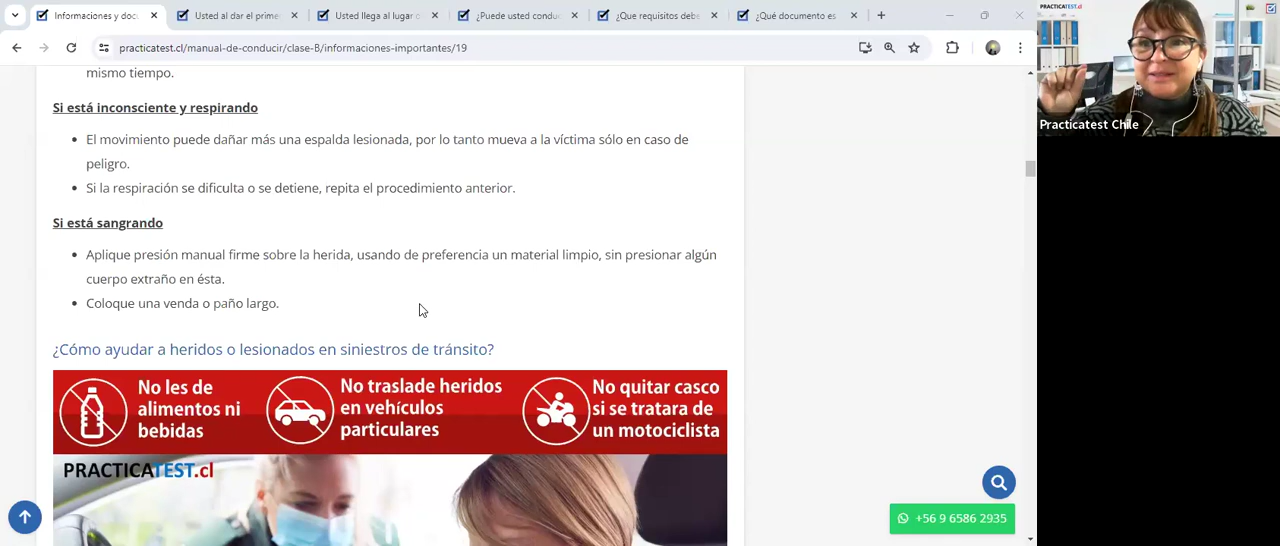 Informaciones y docu
Usted al dar el primer
Usted llega al lugar d
¿Puede usted conduc
¿Que requisitos debe
¿Qué documento es
practicatest.cl/manual-de-conducir/clase-B/informaciones-importantes/19
PRACTICATEST.cl
Practicatest Chile
mismo tiempo.
Si está inconsciente y respirando
El movimiento puede dañar más una espalda lesionada, por lo tanto mueva a la víctima sólo en caso de
peligro.
Si la respiración se dificulta o se detiene, repita el procedimiento anterior.
Si está sangrando
Aplique presión manual firme sobre la herida, usando de preferencia un material limpio, sin presionar algún
cuerpo extraño en ésta.
Coloque una venda o paño largo.
¿Cómo ayudar a heridos o lesionados en siniestros de tránsito?
No les de
alimentos ni
bebidas
No traslade heridos
en vehículos
particulares
No quitar casco
si se tratara de
un motociclista
PRACTICATEST.cl
+56 9 6586 2935